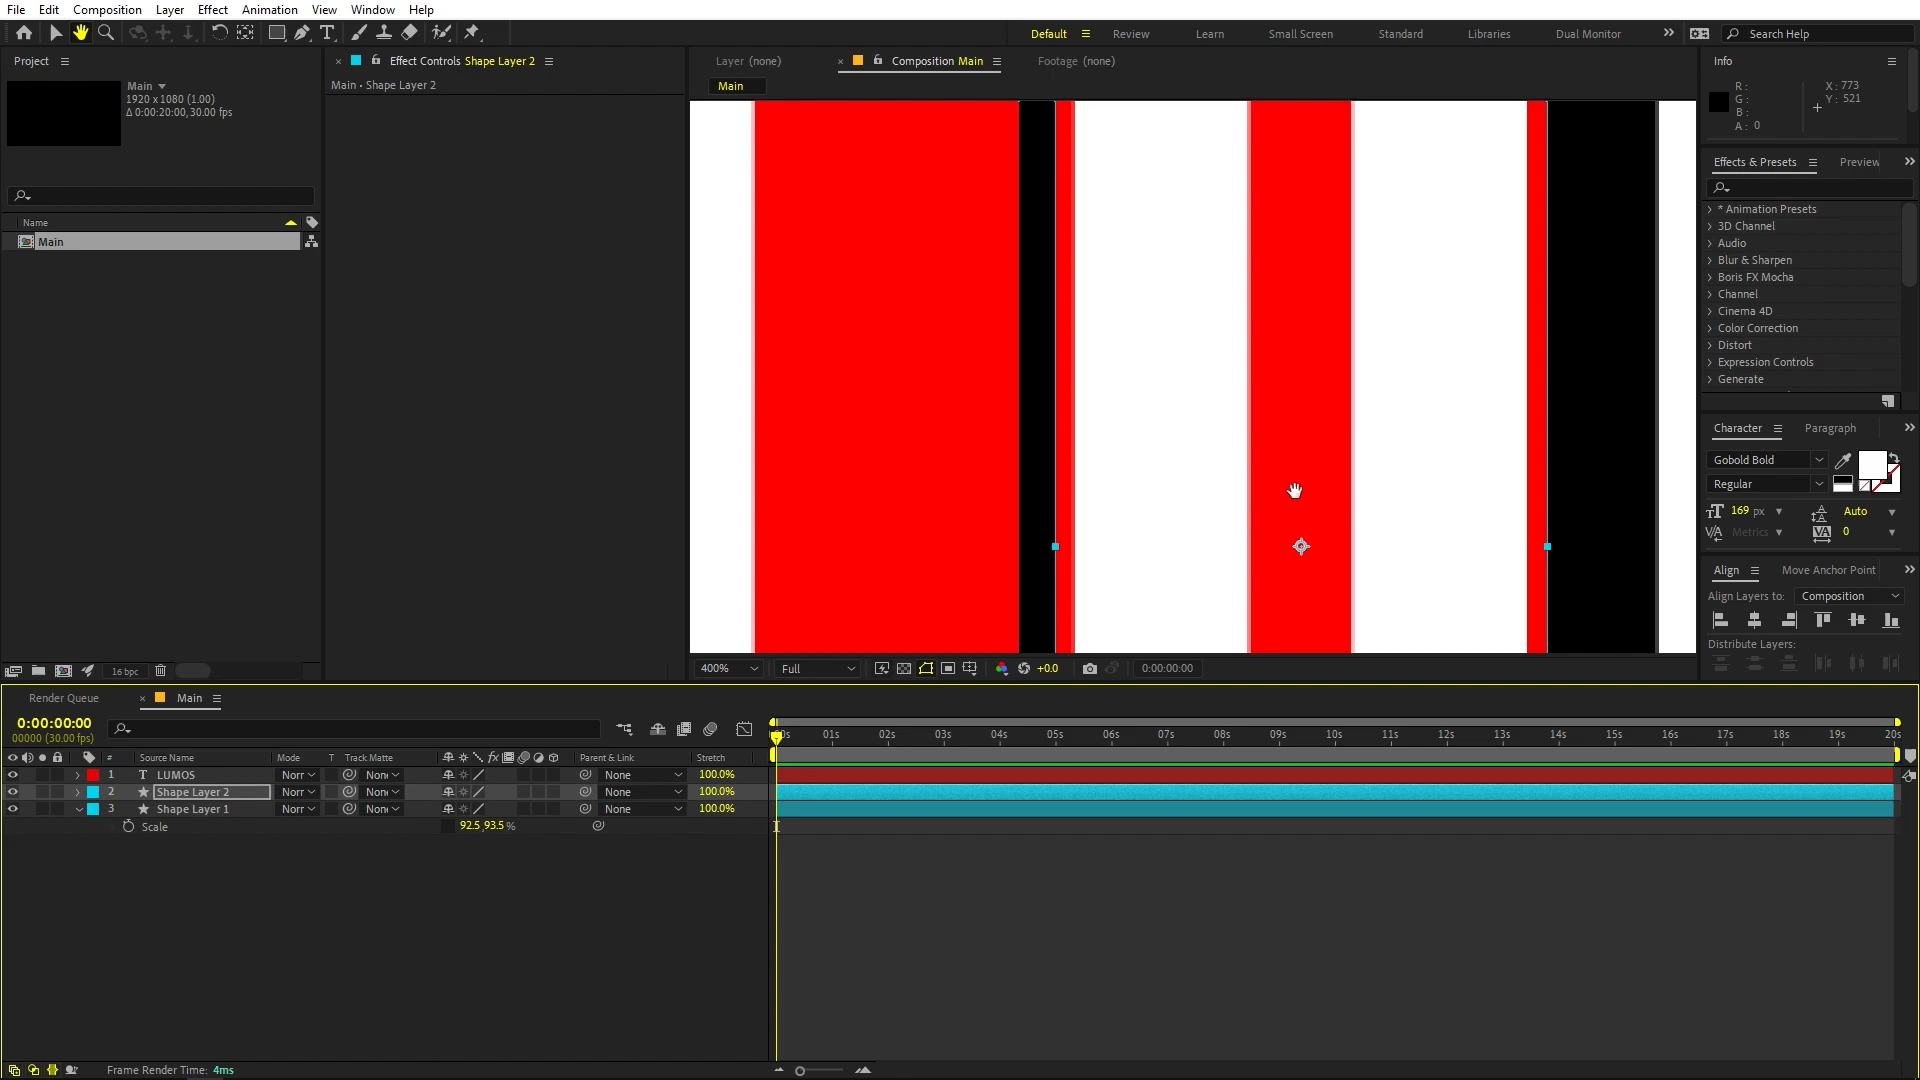 File Edit Composition Layer Effect Animation View Window Help
Default Review Learn Small Screen Standard Libraries Dual Monitor Search Help
Project
Main
1920 x 1080 (1.00)
Δ 0:00:20:00, 30.00 fps
Name
Main
16 bpc
Effect Controls Shape Layer 2
Main • Shape Layer 2
Layer (none) Composition Main Footage (none)
Main
400% Full +0.0 0:00:00:00
Info
R :
G :
B :
A : 0
X : 773
Y : 521
Effects & Presets Preview
* Animation Presets
3D Channel
Audio
Blur & Sharpen
Boris FX Mocha
Channel
Cinema 4D
Color Correction
Distort
Expression Controls
Generate
Character Paragraph
Gobold Bold
Regular
169 px Auto
Metrics 0
Align Move Anchor Point
Align Layers to: Composition
Distribute Layers:
Render Queue Main
0:00:00:00
00000 (30.00 fps)
# Source Name Mode T Track Matte fx Parent & Link Stretch
01s 02s 03s 04s 05s 06s 07s 08s 09s 10s 11s 12s 13s 14s 15s 16s 17s 18s 19s 20s
1 T LUMOS Norr None None 100.0%
2 Shape Layer 2 Norr None None 100.0%
3 Shape Layer 1 Norr None None 100.0%
Scale 92.5,93.5%
Frame Render Time: 4ms